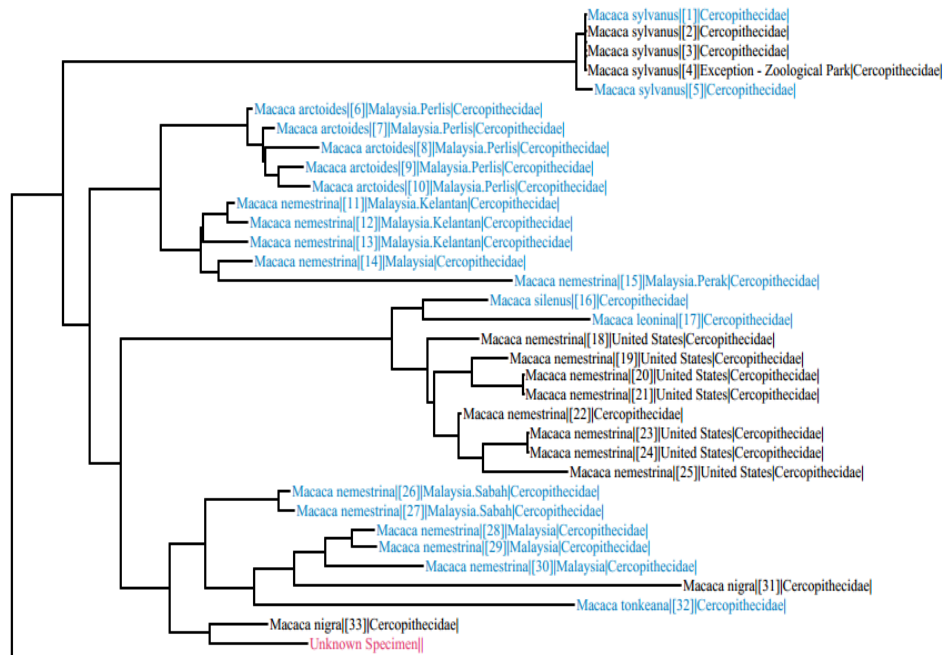 Macaca sylvanus|[1]|Cercopithecidae|
Macaca sylvanus|[2]|Cercopithecidae|
Macaca sylvanus|[3]|Cercopithecidae|
Macaca sylvanus|[4]|Exception - Zoological Park|Cercopithecidae|
Macaca sylvanus|[5]|Cercopithecidae|
Macaca arctoides|[6]|Malaysia.Perlis|Cercopithecidae|
Macaca arctoides|[7]|Malaysia.Perlis|Cercopithecidae|
Macaca arctoides|[8]|Malaysia.Perlis|Cercopithecidae|
Macaca arctoides|[9]|Malaysia.Perlis|Cercopithecidae|
Macaca arctoides|[10]|Malaysia.Perlis|Cercopithecidae|
Macaca nemestrina|[11]|Malaysia.Kelantan|Cercopithecidae|
Macaca nemestrina|[12]|Malaysia.Kelantan|Cercopithecidae|
Macaca nemestrina|[13]|Malaysia.Kelantan|Cercopithecidae|
Macaca nemestrina|[14]|Malaysia|Cercopithecidae|
Macaca nemestrina|[15]|Malaysia.Perak|Cercopithecidae|
Macaca silenus|[16]|Cercopithecidae|
Macaca leonina|[17]|Cercopithecidae|
Macaca nemestrina|[18]|United States|Cercopithecidae|
Macaca nemestrina|[19]|United States|Cercopithecidae|
Macaca nemestrina|[20]|United States|Cercopithecidae|
Macaca nemestrina|[21]|United States|Cercopithecidae|
Macaca nemestrina|[22]|Cercopithecidae|
Macaca nemestrina|[23]|United States|Cercopithecidae|
Macaca nemestrina|[24]|United States|Cercopithecidae|
Macaca nemestrina|[25]|United States|Cercopithecidae|
Macaca nemestrina|[26]|Malaysia.Sabah|Cercopithecidae|
Macaca nemestrina|[27]|Malaysia.Sabah|Cercopithecidae|
Macaca nemestrina|[28]|Malaysia|Cercopithecidae|
Macaca nemestrina|[29]|Malaysia|Cercopithecidae|
Macaca nemestrina|[30]|Malaysia|Cercopithecidae|
Macaca nigra|[31]|Cercopithecidae|
Macaca tonkeana|[32]|Cercopithecidae|
Macaca nigra|[33]|Cercopithecidae|
Unknown Specimen||